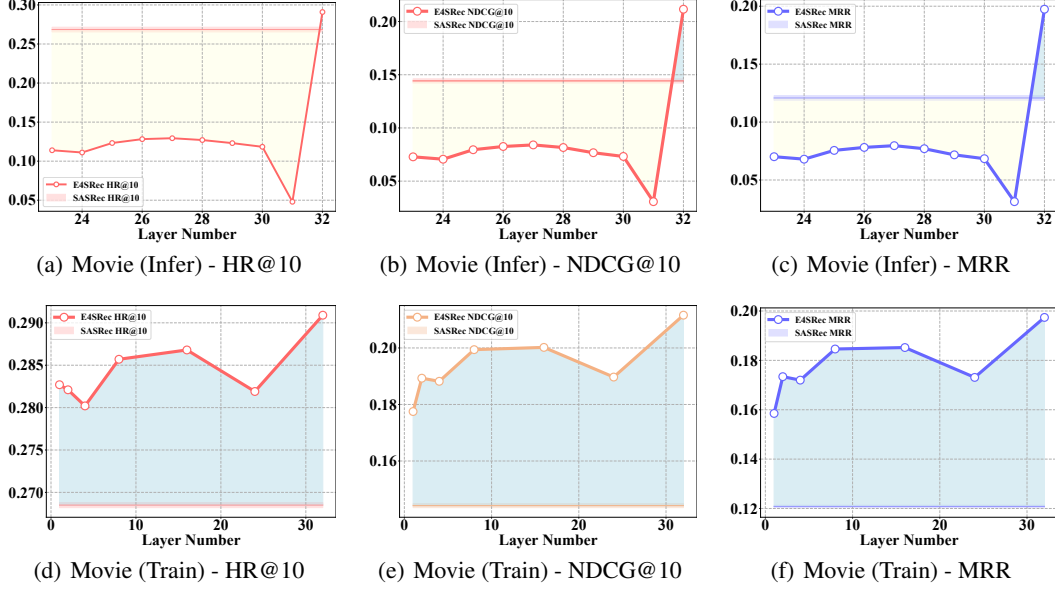 0.30
0.25
0.20
0.15
0.10
0.05
E4SRec HR@10
SASRec HR@10
24 26 28 30 32
Layer Number
(a) Movie (Infer) - HR@10
0.20
0.15
0.10
0.05
E4SRec NDCG@10
SASRec NDCG@10
24 26 28 30 32
Layer Number
(b) Movie (Infer) - NDCG@10
0.20
0.15
0.10
0.05
E4SRec MRR
SASRec MRR
24 26 28 30 32
Layer Number
(c) Movie (Infer) - MRR
0.290
0.285
0.280
0.275
0.270
E4SRec HR@10
SASRec HR@10
0 10 20 30
Layer Number
(d) Movie (Train) - HR@10
0.20
0.18
0.16
E4SRec NDCG@10
SASRec NDCG@10
0 10 20 30
Layer Number
(e) Movie (Train) - NDCG@10
0.20
0.18
0.16
0.14
0.12
E4SRec MRR
SASRec MRR
0 10 20 30
Layer Number
(f) Movie (Train) - MRR